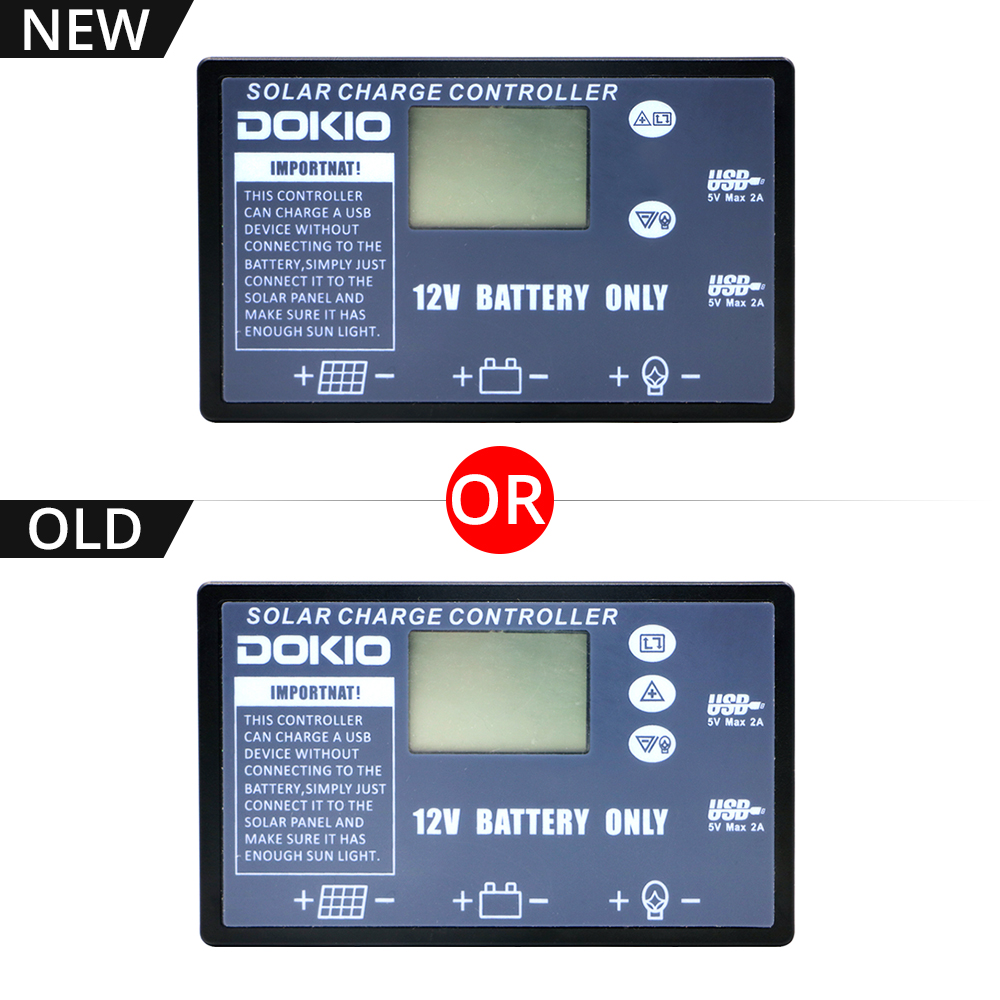 NEW
SOLAR CHARGE CONTROLLER
DOKIO
IMPORTNAT!
THIS CONTROLLER
CAN CHARGE A USB
DEVICE WITHOUT
CONNECTING TO THE
BATTERY,SIMPLY JUST
CONNECT IT TO THE
SOLAR PANEL AND
MAKE SURE IT HAS
ENOUGH SUN LIGHT.
USB
5V Max 2A
USB
5V Max 2A
12V BATTERY ONLY
+ −
+ −
+ −
OR
OLD
SOLAR CHARGE CONTROLLER
DOKIO
IMPORTNAT!
THIS CONTROLLER
CAN CHARGE A USB
DEVICE WITHOUT
CONNECTING TO THE
BATTERY,SIMPLY JUST
CONNECT IT TO THE
SOLAR PANEL AND
MAKE SURE IT HAS
ENOUGH SUN LIGHT.
USB
5V Max 2A
USB
5V Max 2A
12V BATTERY ONLY
+ −
+ −
+ −